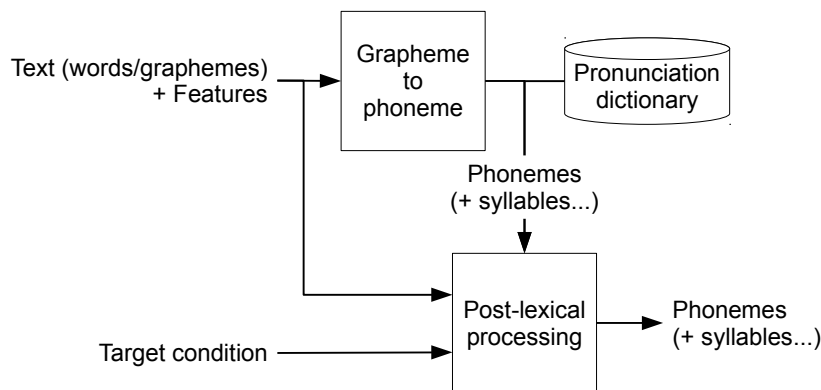 Text (words/graphemes)
+ Features
Grapheme
to
phoneme
Pronunciation
dictionary
Phonemes
(+ syllables...)
Post-lexical
processing
Phonemes
(+ syllables...)
Target condition